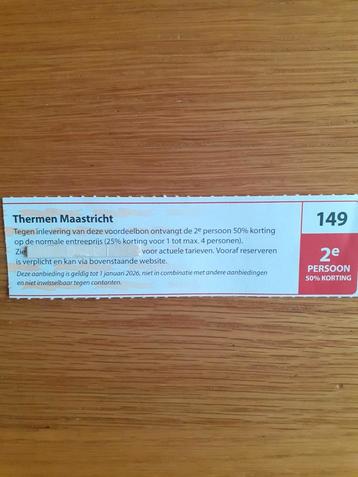 Thermen Maastricht
Tegen inlevering van deze voordeelbon ontvangt de 2e persoon 50% korting
op de normale entreeprijs (25% korting voor 1 tot max. 4 personen).
Zie voor actuele tarieven. Vooraf reserveren
is verplicht en kan via bovenstaande website.
Deze aanbieding is geldig tot 1 januari 2026, niet in combinatie met andere aanbiedingen
en niet inwisselbaar tegen contanten.
149
2e
PERSOON
50% KORTING